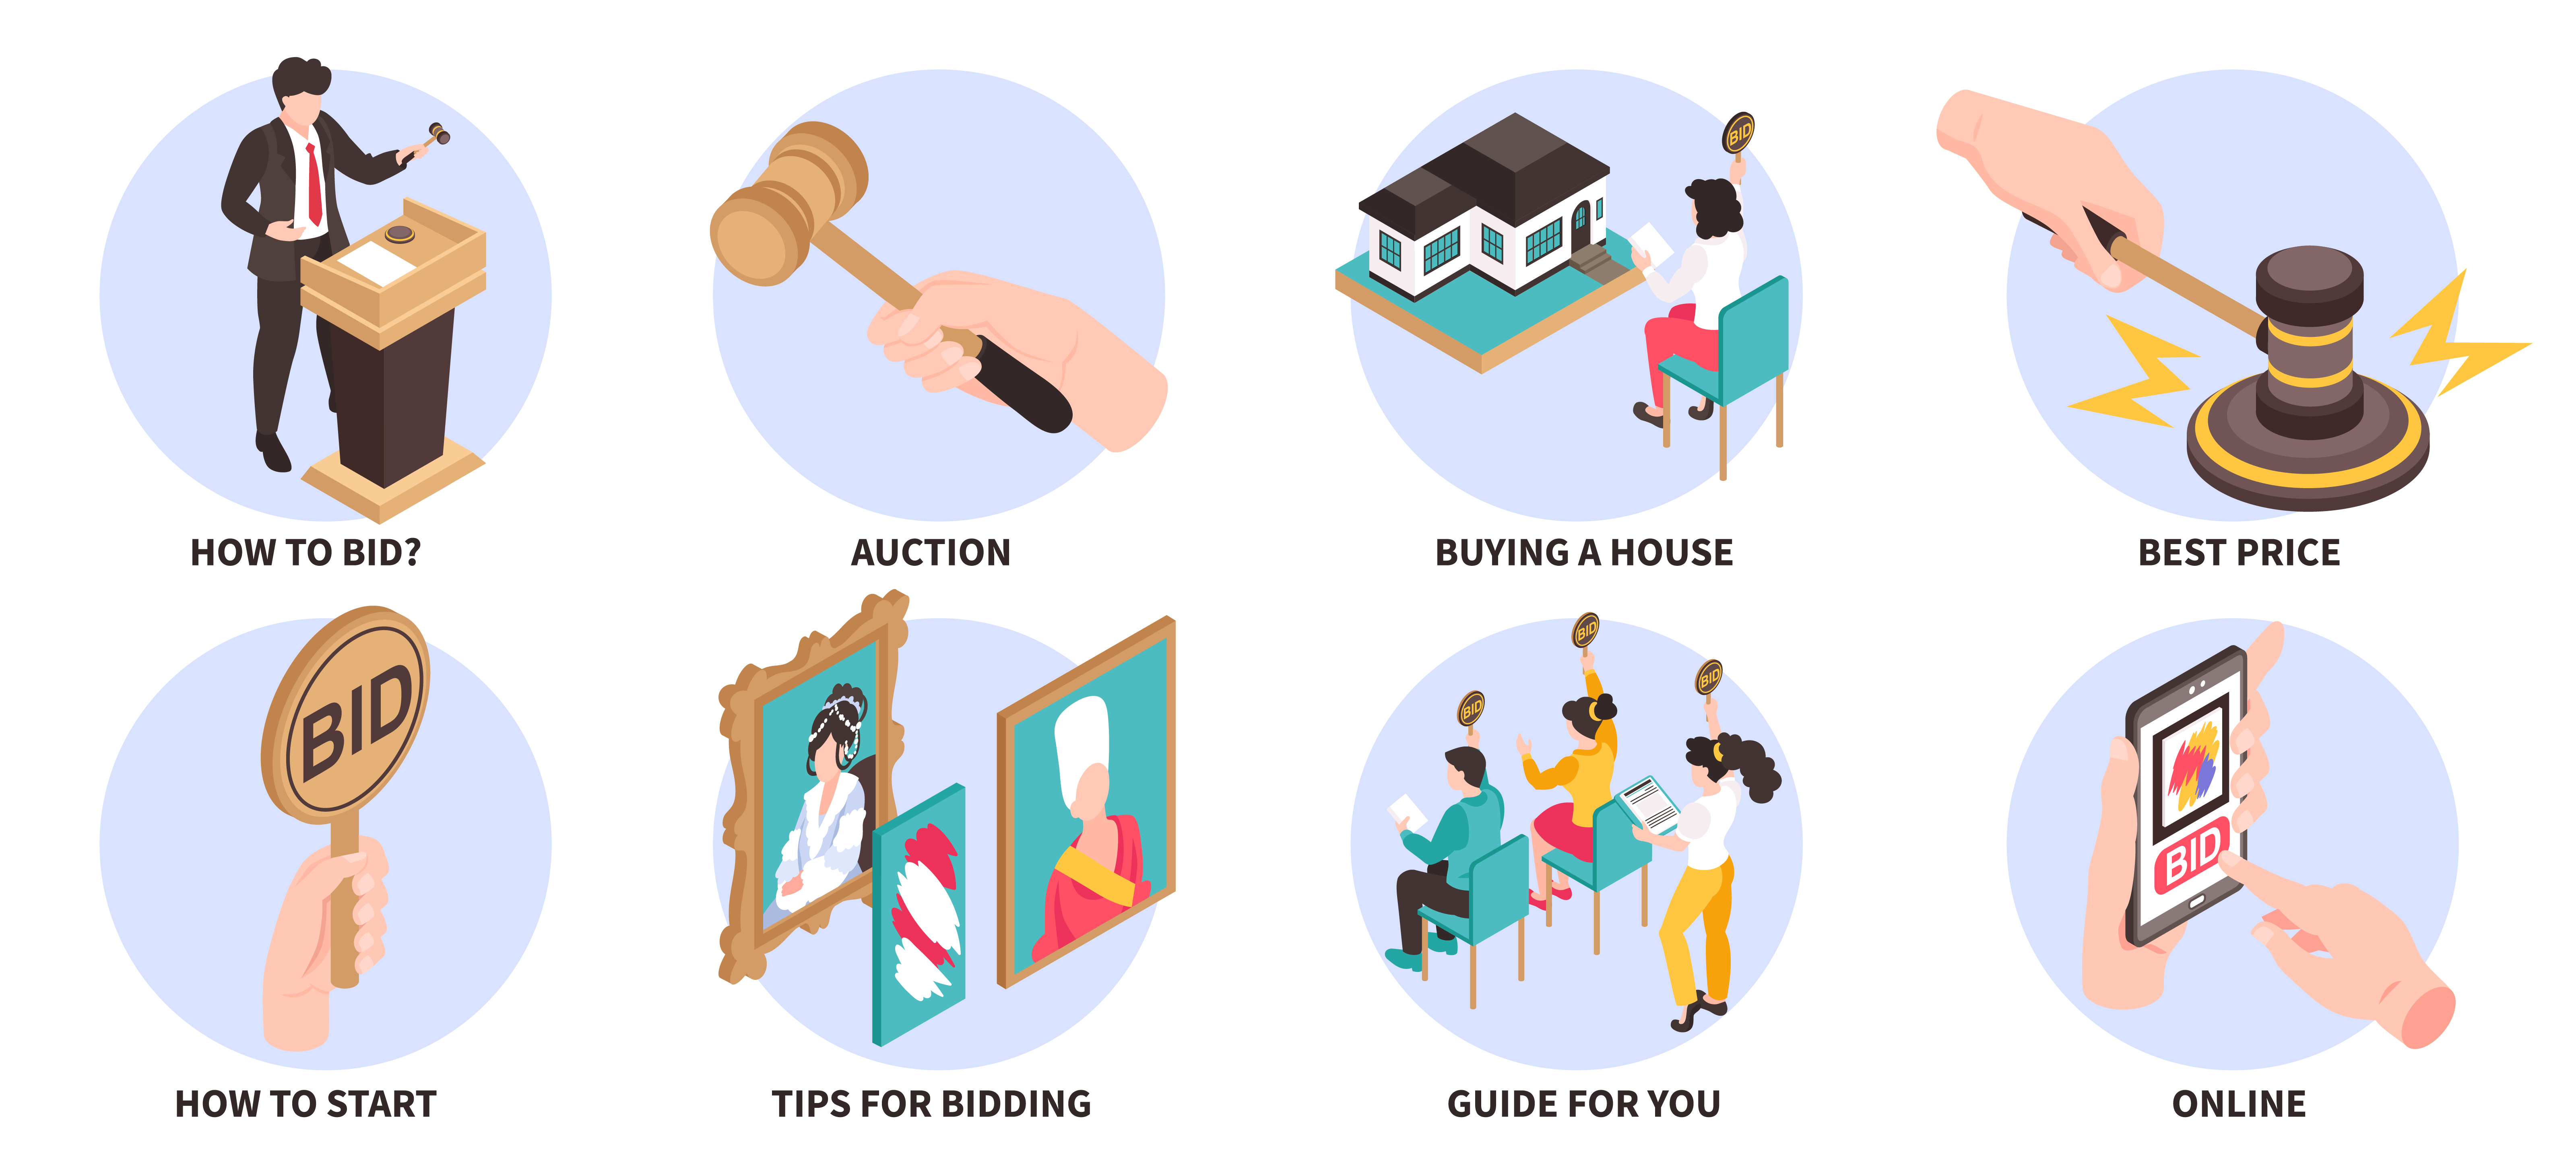 BID
HOW TO BID?
AUCTION
BUYING A HOUSE
BEST PRICE
BID
BID
BID
BID
BID
HOW TO START
TIPS FOR BIDDING
GUIDE FOR YOU
ONLINE